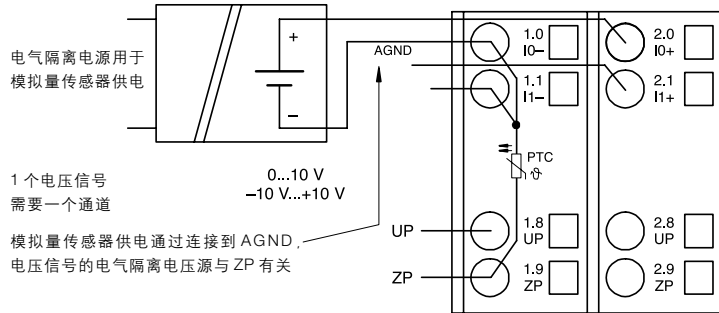 电气隔离电源用于
模拟量传感器供电
+
–
AGND
1.0
I0–
2.0
I0+
1.1
I1–
2.1
I1+
1 个电压信号
需要一个通道
0...10 V
–10 V...+10 V
PTC
ϑ
模拟量传感器供电通过连接到 AGND,
电压信号的电气隔离电压源与 ZP 有关
UP
1.8
UP
2.8
UP
ZP
1.9
ZP
2.9
ZP